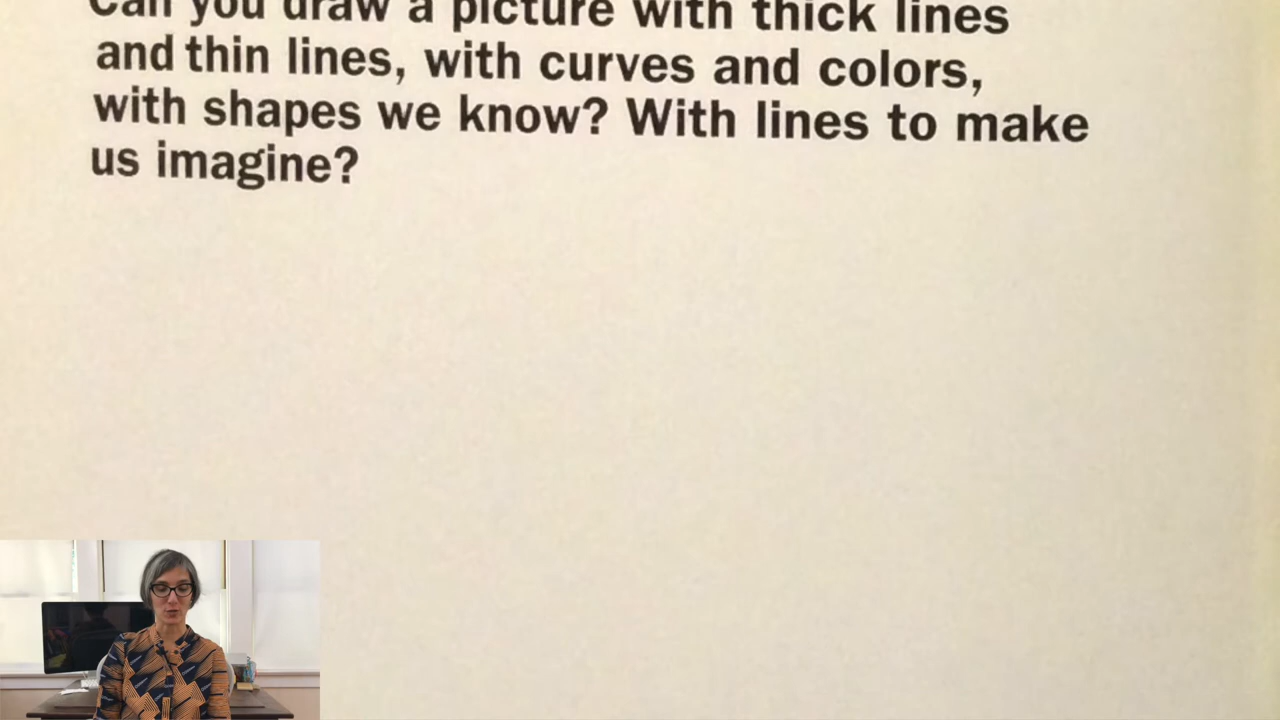 Can you draw a picture with thick lines
and thin lines, with curves and colors,
with shapes we know? With lines to make
us imagine?